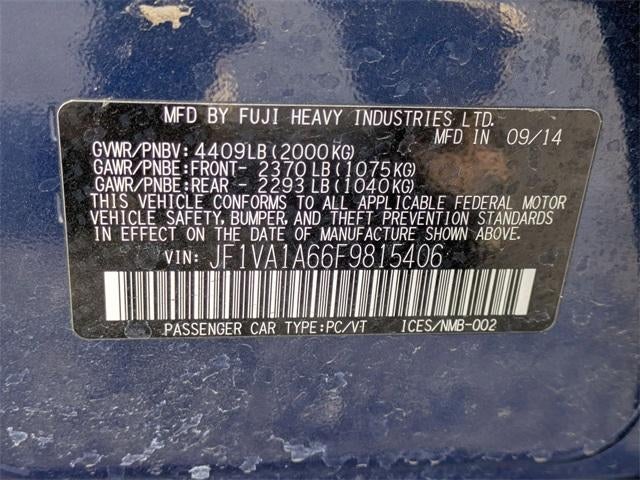 MFD BY FUJI HEAVY INDUSTRIES LTD.
MFD IN 09/14
GVWR/PNBV: 4409LB (2000KG)
GAWR/PNBE:FRONT- 2370 LB (1075KG)
GAWR/PNBE:REAR - 2293 LB (1040KG)
THIS VEHICLE CONFORMS TO ALL APPLICABLE FEDERAL MOTOR
VEHICLE SAFETY, BUMPER, AND THEFT PREVENTION STANDARDS
IN EFFECT ON THE DATE OF MANUFACTURE SHOWN ABOVE.
VIN: JF1VA1A66F9815406
PASSENGER CAR TYPE:PC/VT ICES/NMB-002